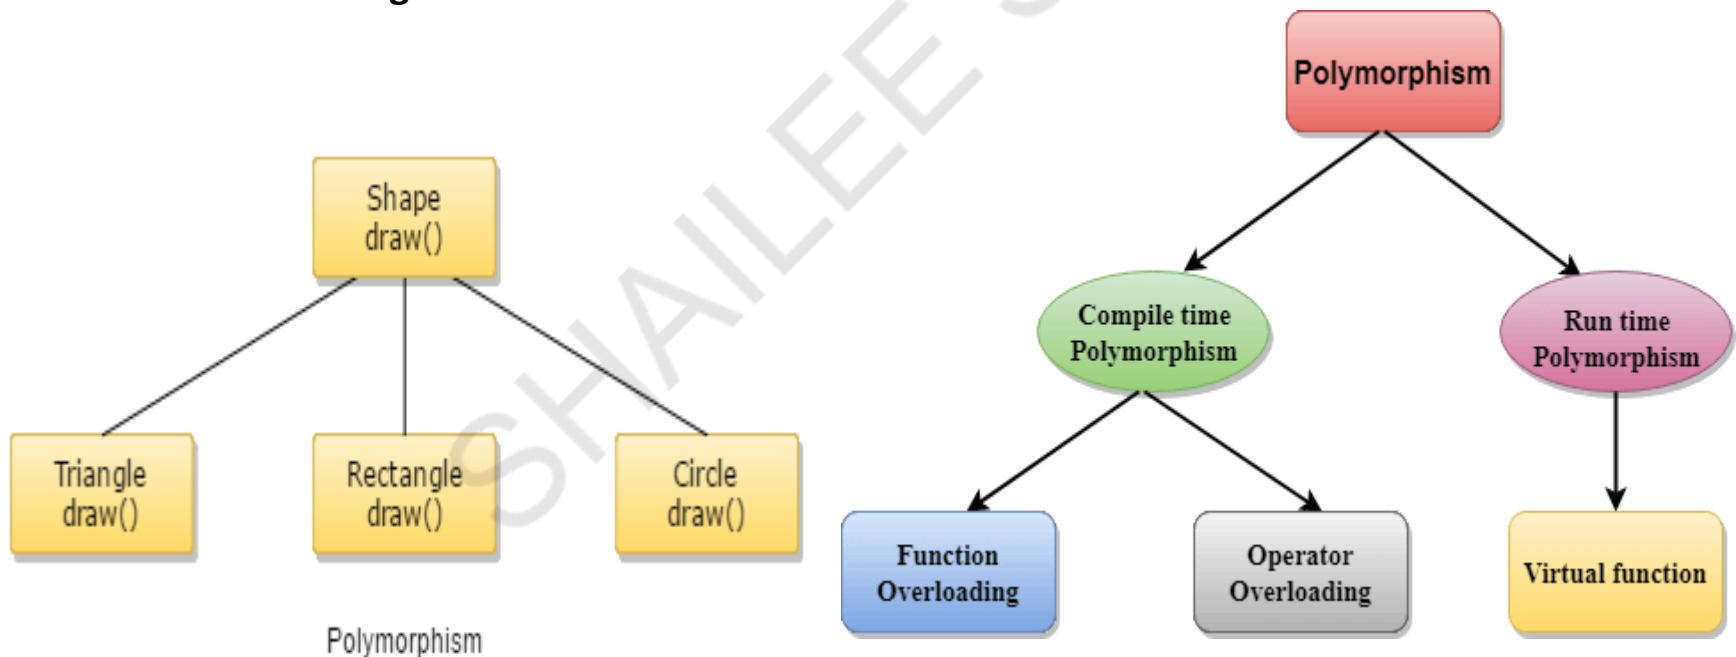 Shape
draw()
Triangle
draw()
Rectangle
draw()
Circle
draw()
Polymorphism
Polymorphism
Compile time
Polymorphism
Run time
Polymorphism
Function
Overloading
Operator
Overloading
Virtual function
SHAILEE